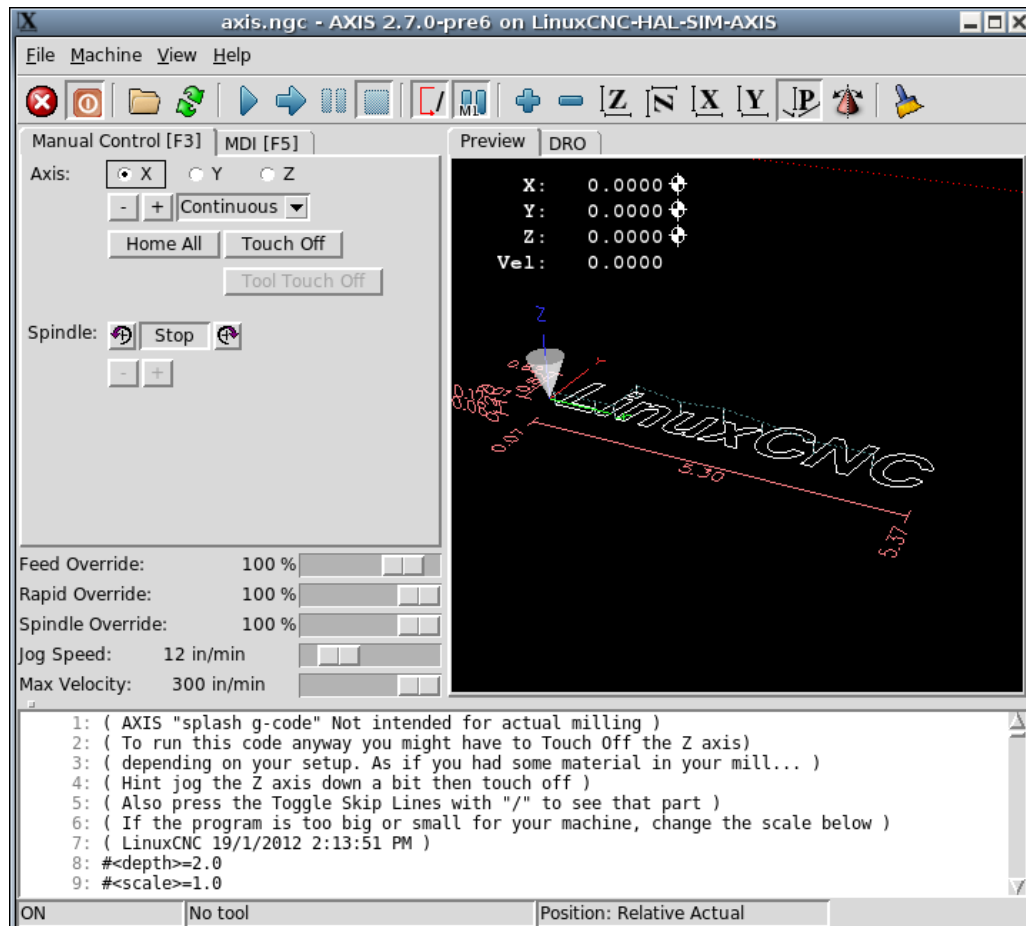 axis.ngc - AXIS 2.7.0-pre6 on LinuxCNC-HAL-SIM-AXIS
File Machine View Help
M1 Z N X Y P
Manual Control [F3] MDI [F5]
Axis: X Y Z
- + Continuous
Home All Touch Off
Tool Touch Off
Spindle: Stop
- +
Feed Override: 100 %
Rapid Override: 100 %
Spindle Override: 100 %
Jog Speed: 12 in/min
Max Velocity: 300 in/min
Preview DRO
X: 0.0000
Y: 0.0000
Z: 0.0000
Vel: 0.0000
Z
Y
LinuxCNC
0.07
5.30
5.37
1: ( AXIS "splash g-code" Not intended for actual milling )
2: ( To run this code anyway you might have to Touch Off the Z axis)
3: ( depending on your setup. As if you had some material in your mill... )
4: ( Hint jog the Z axis down a bit then touch off )
5: ( Also press the Toggle Skip Lines with "/" to see that part )
6: ( If the program is too big or small for your machine, change the scale below )
7: ( LinuxCNC 19/1/2012 2:13:51 PM )
8: #<depth>=2.0
9: #<scale>=1.0
ON No tool Position: Relative Actual